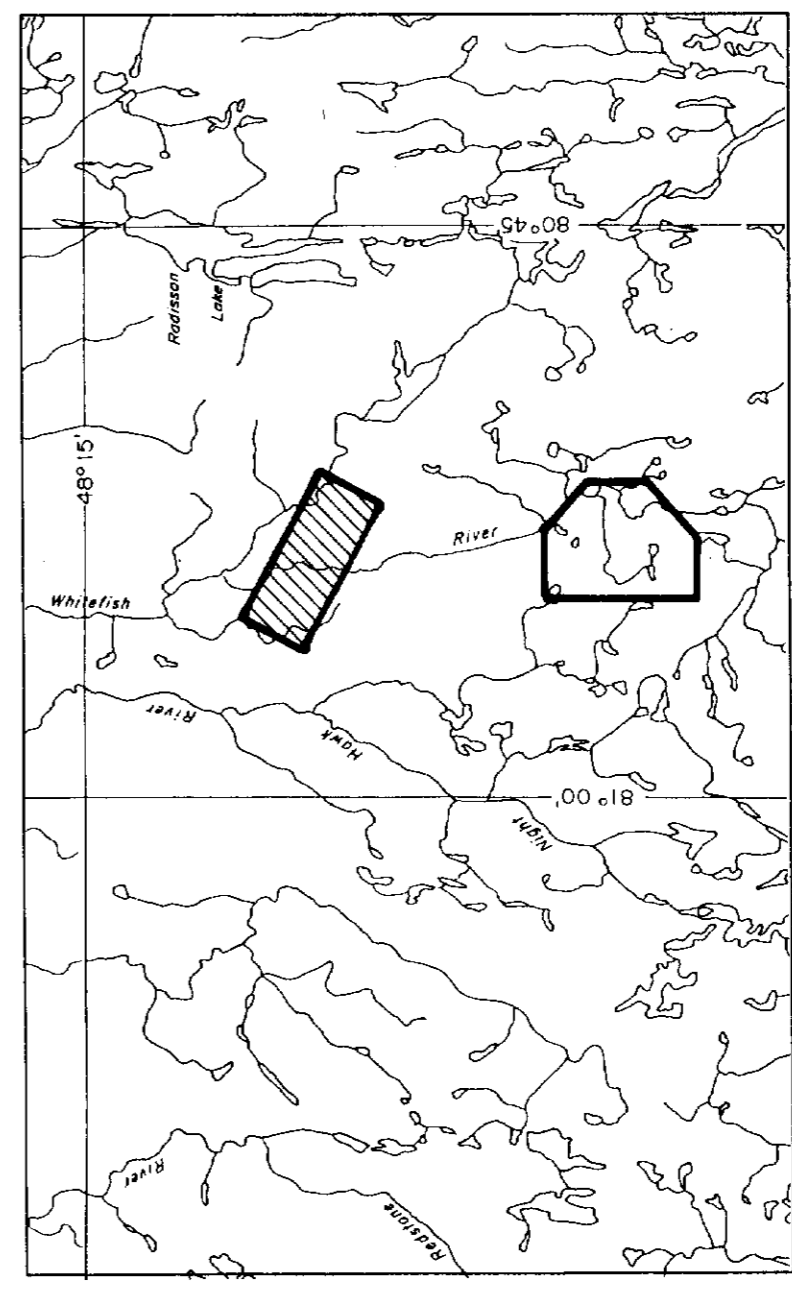 80°45'
Radisson
Lake
48°15'
River
Whitefish
River
Hawk
81°00'
Night
River
Redstone